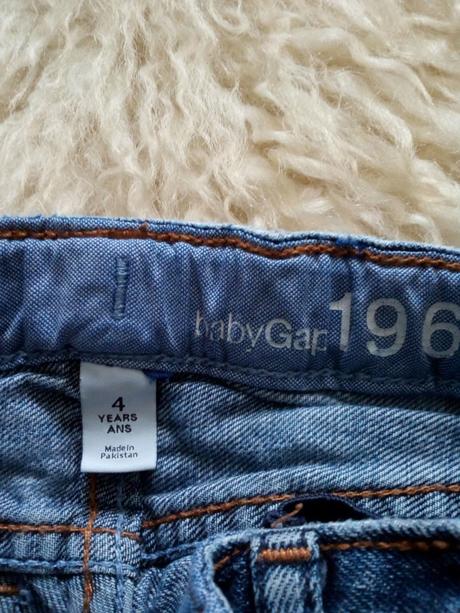 babyGap 196
4
YEARS
ANS
Made in
Pakistan